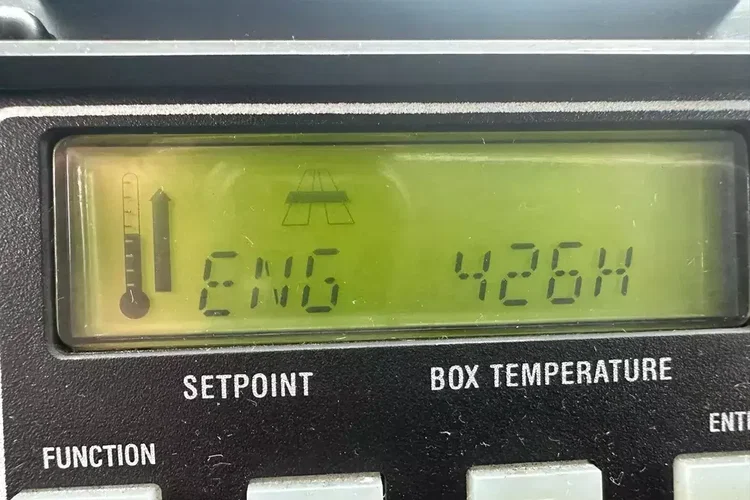 ENG 426H
SETPOINT BOX TEMPERATURE
FUNCTION